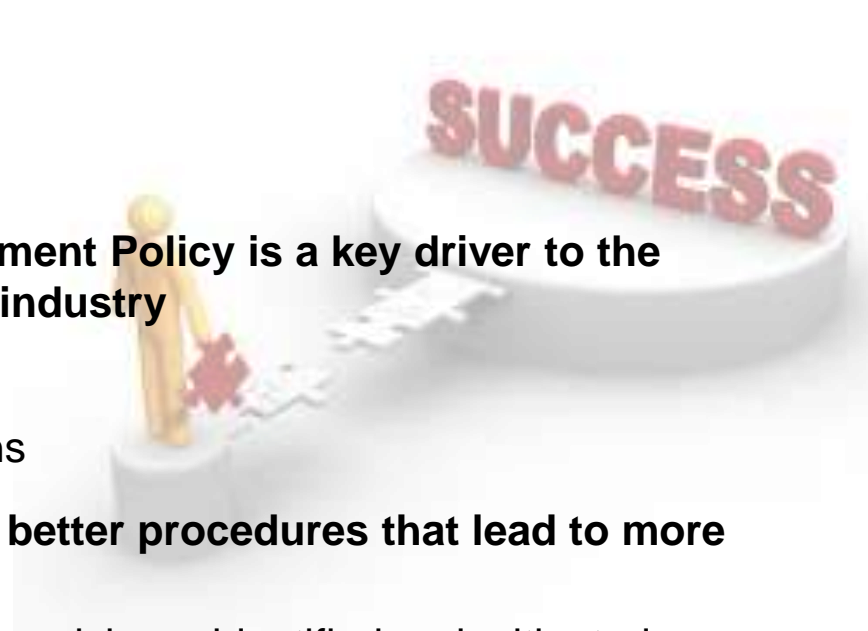 SUCCESS
ment Policy is a key driver to the
industry
ns
better procedures that lead to more